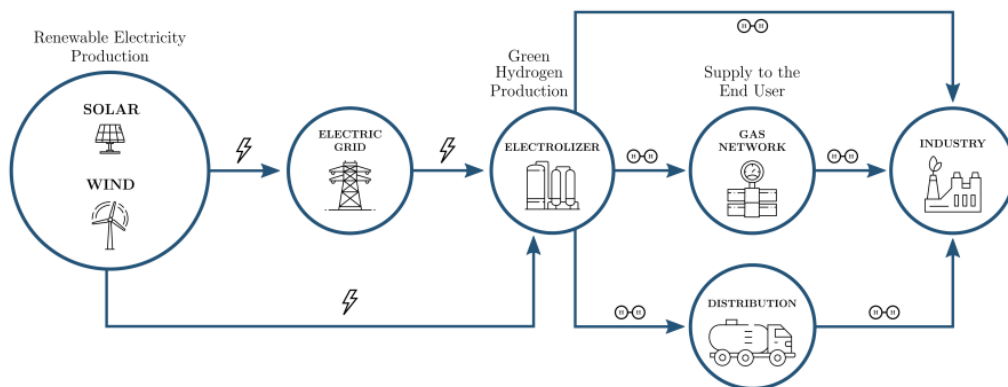 Renewable Electricity
Production
SOLAR
WIND
ELECTRIC
GRID
Green
Hydrogen
Production
ELECTROLIZER
Supply to the
End User
GAS
NETWORK
DISTRIBUTION
INDUSTRY
H-H
H-H
H-H
H-H
H-H